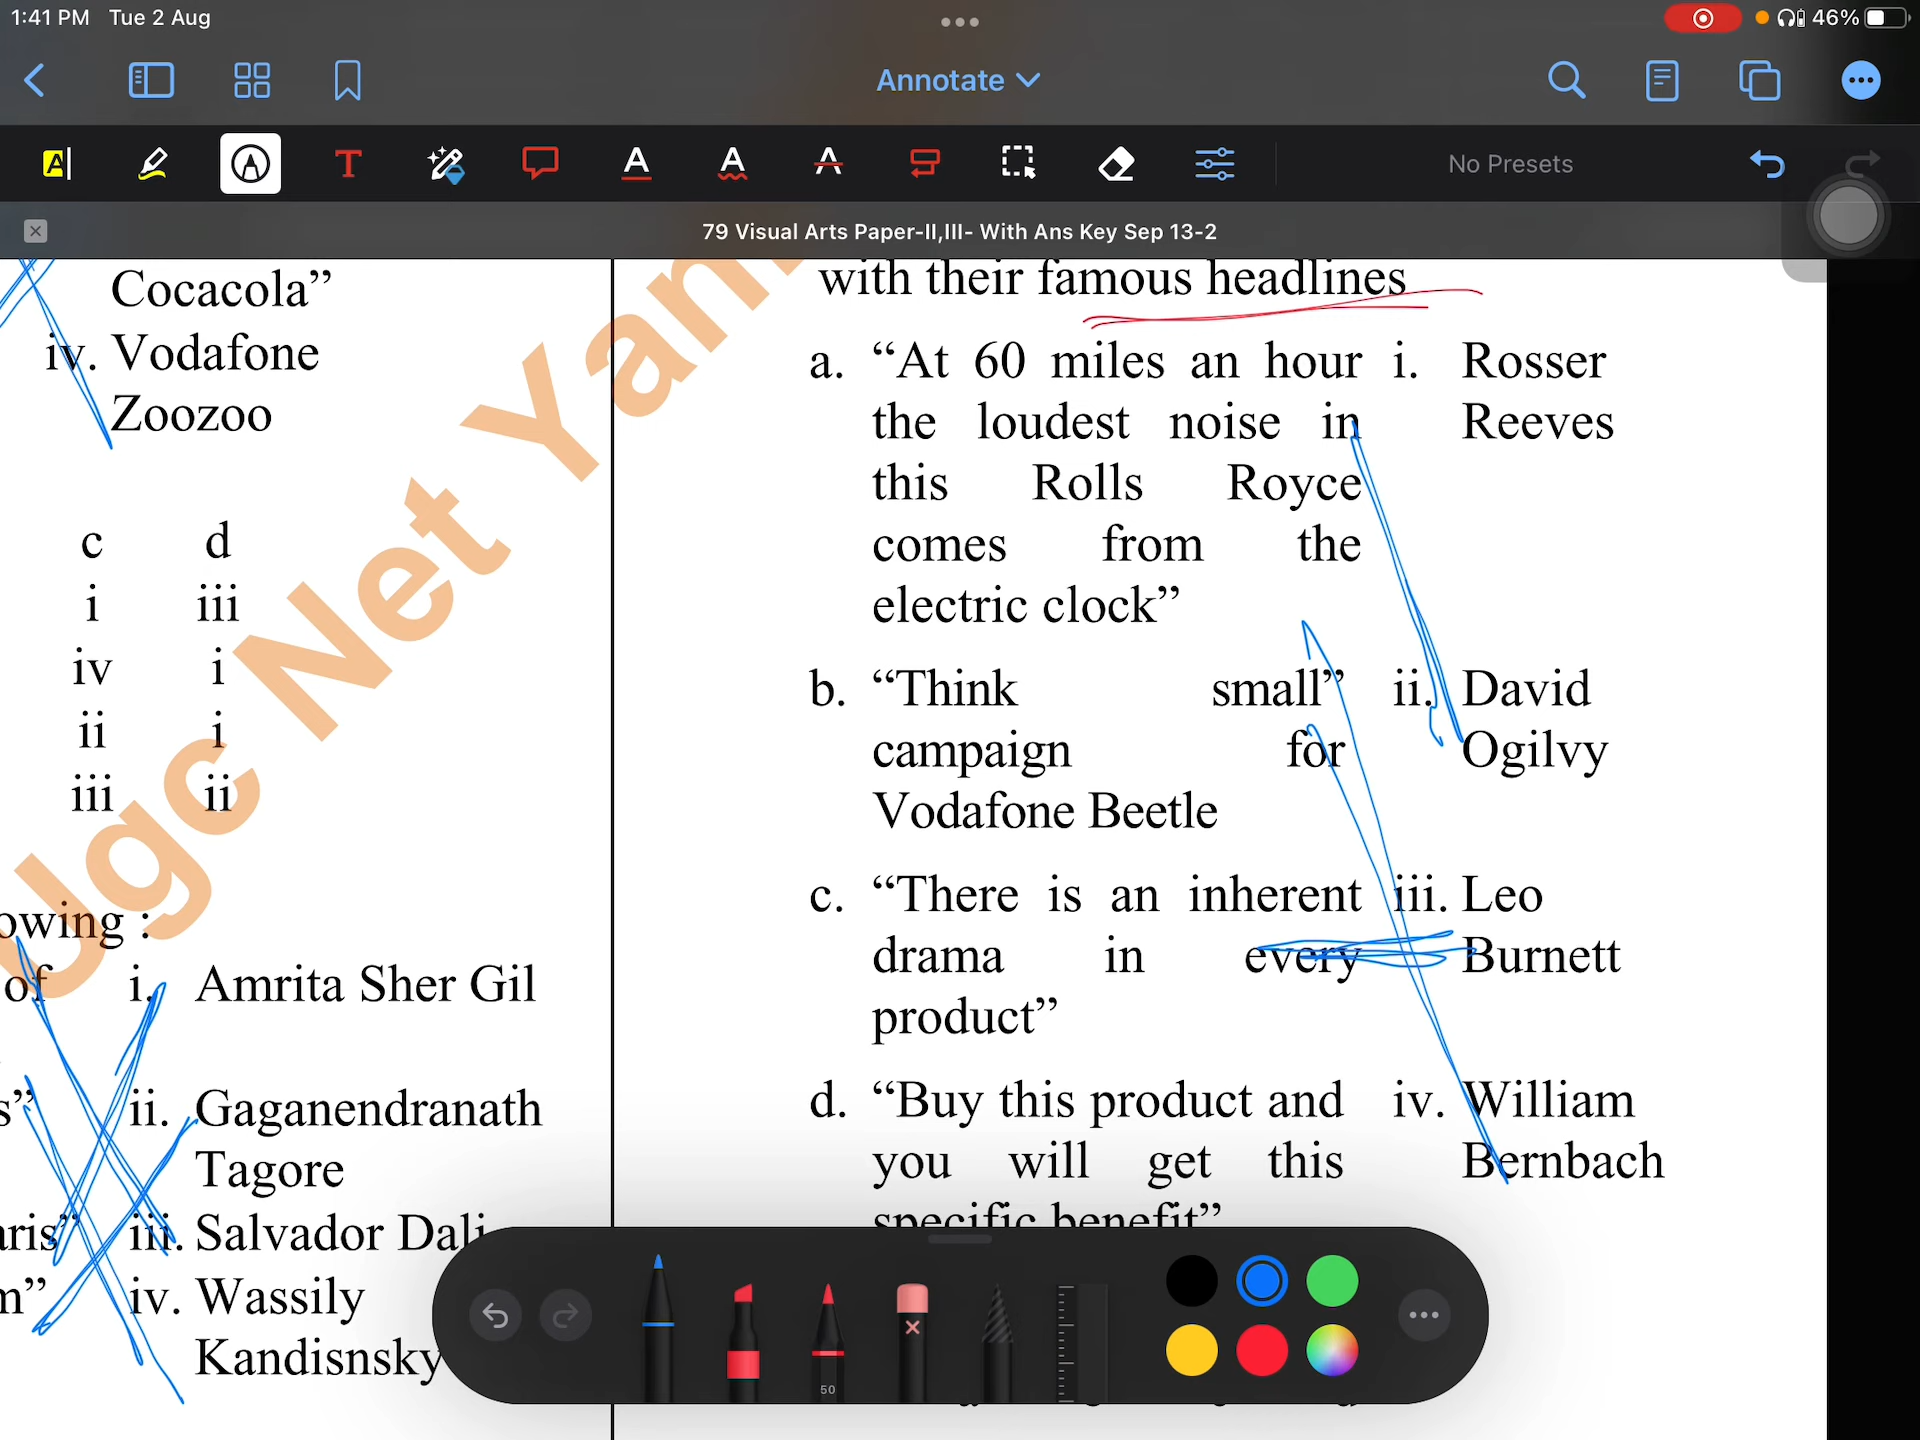 1:41 PM Tue 2 Aug
46%
Annotate
No Presets
79 Visual Arts Paper-II,III- With Ans Key Sep 13-2
Cocacola”
iv. Vodafone
Zoozoo
c d
i iii
iv i
ii i
iii ii
owing :
of i. Amrita Sher Gil
s” ii. Gaganendranath
Tagore
aris” iii. Salvador Dali
m” iv. Wassily
Kandisnsky
with their famous headlines
a. “At 60 miles an hour i. Rosser
the loudest noise in Reeves
this Rolls Royce
comes from the
electric clock”
b. “Think small” ii. David
campaign for Ogilvy
Vodafone Beetle
c. “There is an inherent iii. Leo
drama in every Burnett
product”
d. “Buy this product and iv. William
you will get this Bernbach
specific benefit”
Ugc Net Yam
50